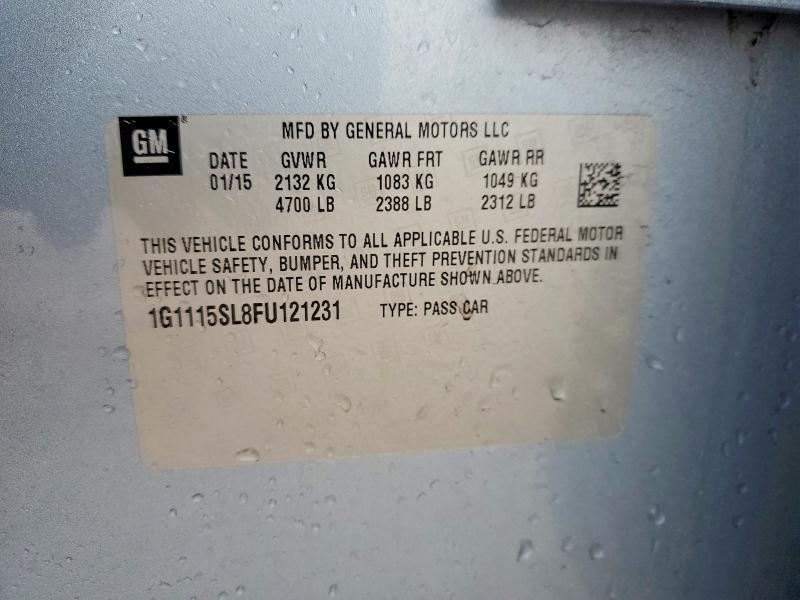 GM
MFD BY GENERAL MOTORS LLC
DATE GVWR GAWR FRT GAWR RR
01/15 2132 KG 1083 KG 1049 KG
4700 LB 2388 LB 2312 LB
THIS VEHICLE CONFORMS TO ALL APPLICABLE U.S. FEDERAL MOTOR
VEHICLE SAFETY, BUMPER, AND THEFT PREVENTION STANDARDS IN
EFFECT ON THE DATE OF MANUFACTURE SHOWN ABOVE.
1G1115SL8FU121231 TYPE: PASS CAR